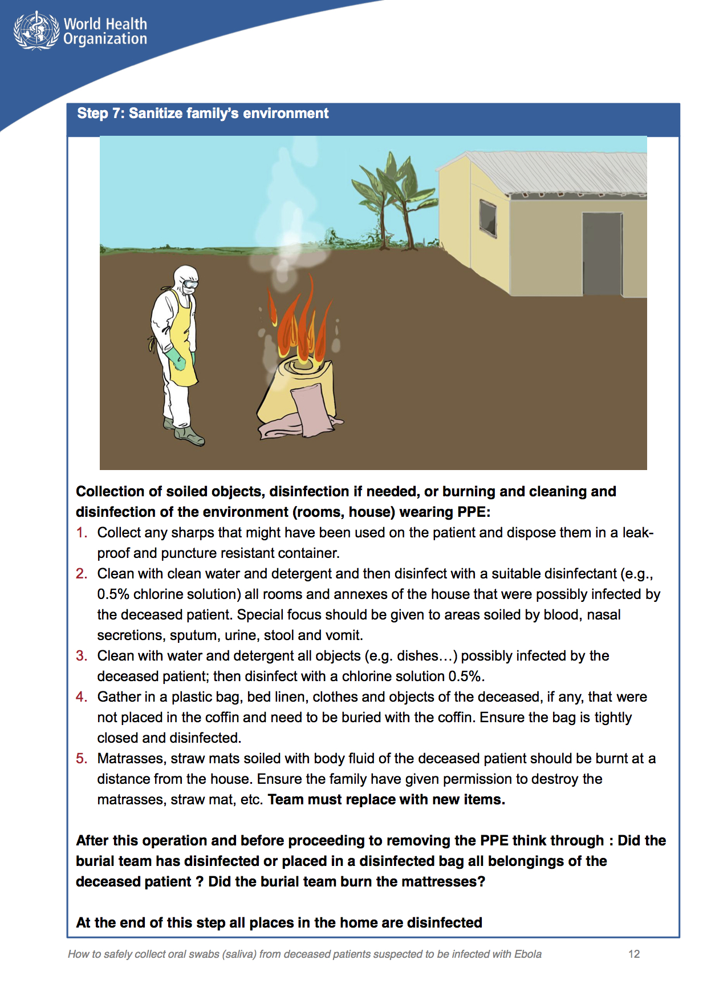 World Health
Organization
Step 7: Sanitize family’s environment
Collection of soiled objects, disinfection if needed, or burning and cleaning and
disinfection of the environment (rooms, house) wearing PPE:
1. Collect any sharps that might have been used on the patient and dispose them in a leak-
proof and puncture resistant container.
2. Clean with clean water and detergent and then disinfect with a suitable disinfectant (e.g.,
0.5% chlorine solution) all rooms and annexes of the house that were possibly infected by
the deceased patient. Special focus should be given to areas soiled by blood, nasal
secretions, sputum, urine, stool and vomit.
3. Clean with water and detergent all objects (e.g. dishes…) possibly infected by the
deceased patient; then disinfect with a chlorine solution 0.5%.
4. Gather in a plastic bag, bed linen, clothes and objects of the deceased, if any, that were
not placed in the coffin and need to be buried with the coffin. Ensure the bag is tightly
closed and disinfected.
5. Matrasses, straw mats soiled with body fluid of the deceased patient should be burnt at a
distance from the house. Ensure the family have given permission to destroy the
matrasses, straw mat, etc. Team must replace with new items.
After this operation and before proceeding to removing the PPE think through : Did the
burial team has disinfected or placed in a disinfected bag all belongings of the
deceased patient ? Did the burial team burn the mattresses?
At the end of this step all places in the home are disinfected
How to safely collect oral swabs (saliva) from deceased patients suspected to be infected with Ebola 12